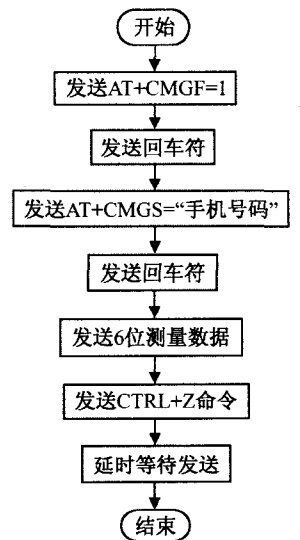 开始
发送AT+CMGF=1
发送回车符
发送AT+CMGS=“手机号码”
发送回车符
发送6位测量数据
发送CTRL+Z命令
延时等待发送
结束